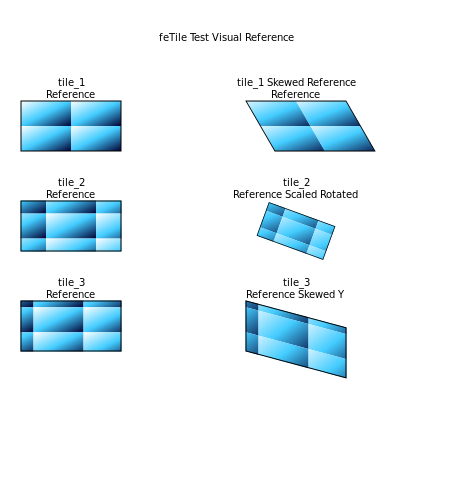 feTile Test Visual Reference
tile_1
Reference
tile_1 Skewed Reference
Reference
tile_2
Reference
tile_2
Reference Scaled Rotated
tile_3
Reference
tile_3
Reference Skewed Y